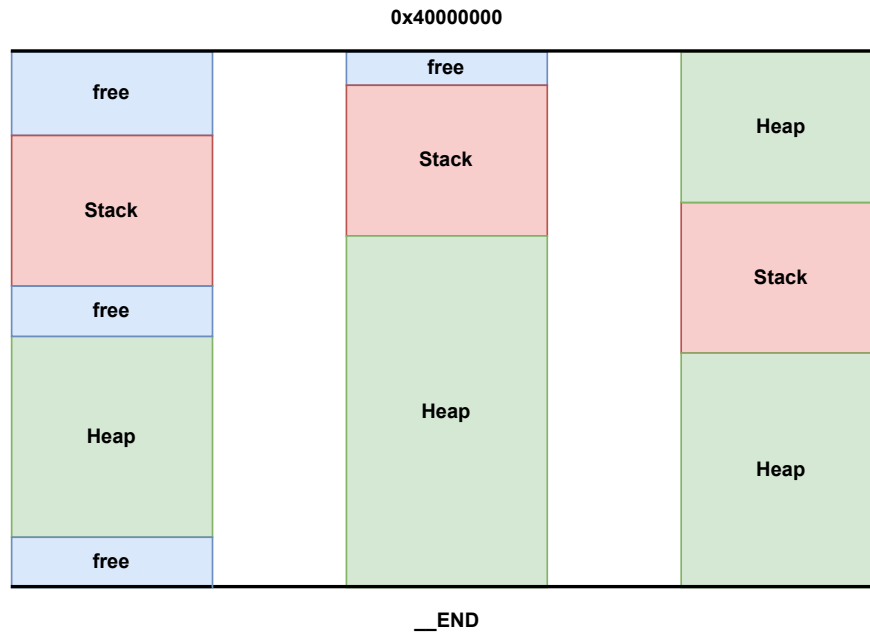 0x40000000
free
Stack
free
Heap
free
free
Stack
Heap
Heap
Stack
Heap
__END